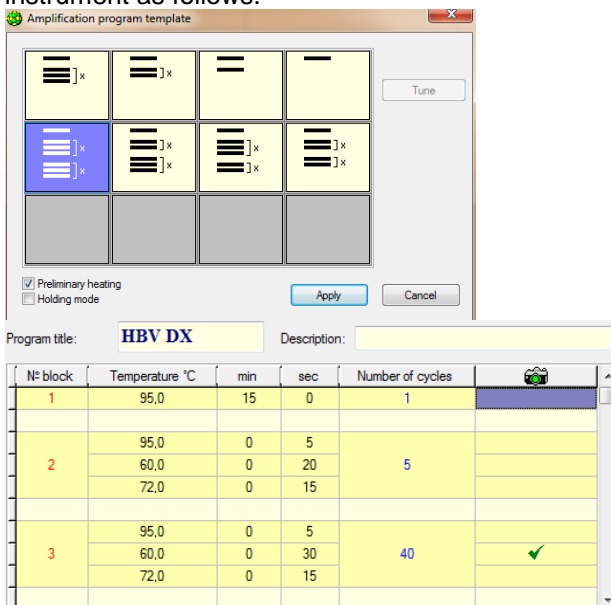 instrument as follows:
Amplification program template
x
x
Tune
x
x
x
x
x
x
x
x
Preliminary heating
Holding mode
Apply
Cancel
Program title:
HBV DX
Description:
№ block
Temperature °C
min
sec
Number of cycles
1
95,0
15
0
1
95,0
0
5
2
60,0
0
20
5
72,0
0
15
95,0
0
5
3
60,0
0
30
40
72,0
0
15